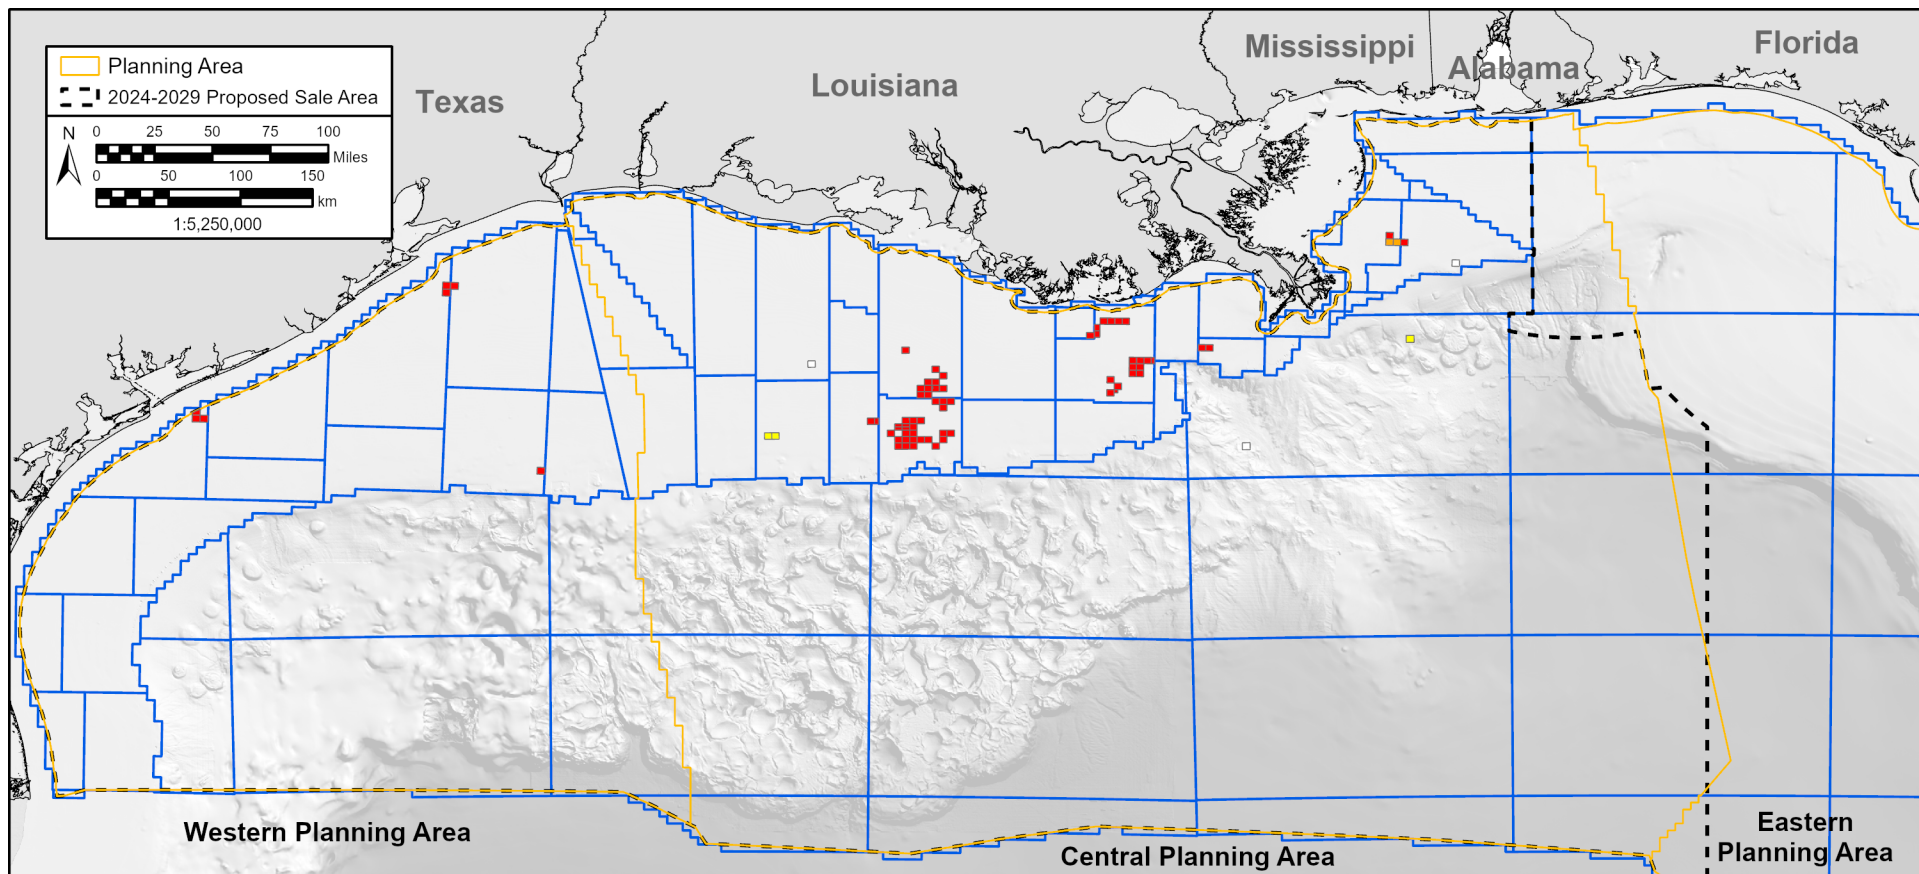 Mississippi
Florida
Alabama
Louisiana
Texas
Planning Area
2024-2029 Proposed Sale Area
N
0 25 50 75 100
Miles
0 50 100 150
km
1:5,250,000
Western Planning Area
Central Planning Area
Eastern
Planning Area